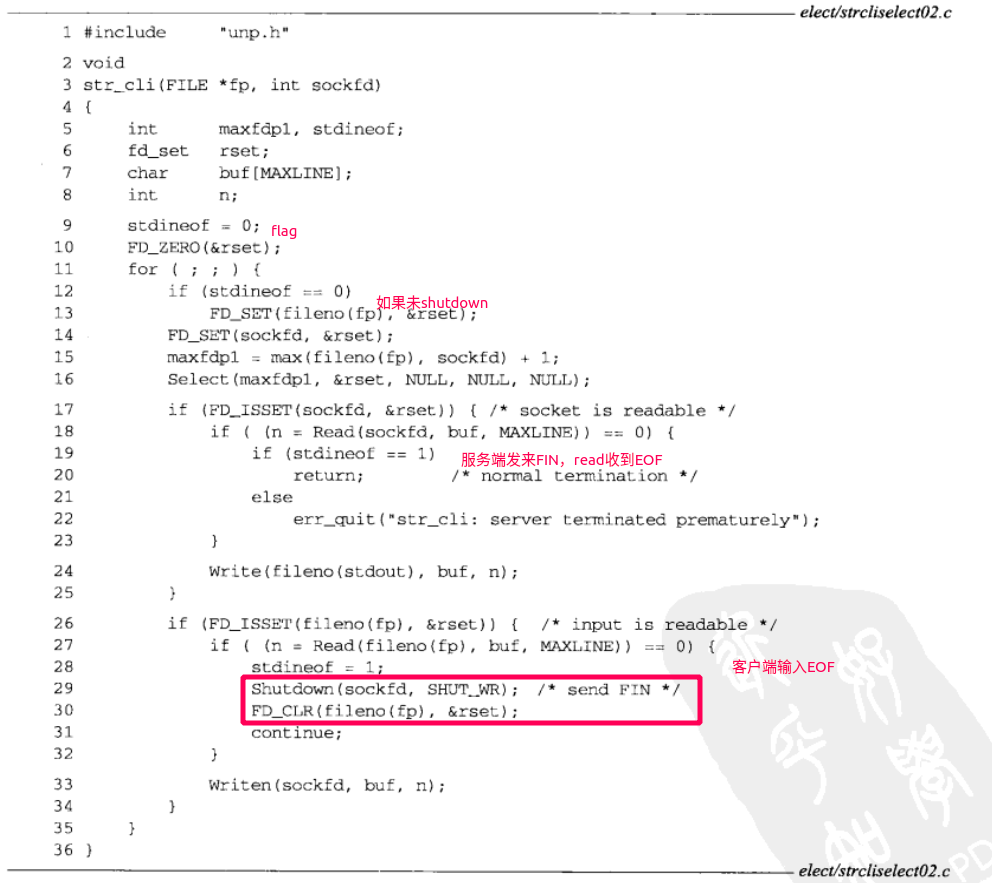 elect/strcliselect02.c
1 #include "unp.h"
2 void
3 str_cli(FILE *fp, int sockfd)
4 {
5 int maxfdp1, stdineof;
6 fd_set rset;
7 char buf[MAXLINE];
8 int n;
9 stdineof = 0; flag
10 FD_ZERO(&rset);
11 for ( ; ; ) {
12 if (stdineof == 0)
如果未shutdown
13 FD_SET(fileno(fp), &rset);
14 FD_SET(sockfd, &rset);
15 maxfdp1 = max(fileno(fp), sockfd) + 1;
16 Select(maxfdp1, &rset, NULL, NULL, NULL);
17 if (FD_ISSET(sockfd, &rset)) { /* socket is readable */
18 if ( (n = Read(sockfd, buf, MAXLINE)) == 0) {
19 if (stdineof == 1) 服务端发来FIN，read收到EOF
20 return; /* normal termination */
21 else
22 err_quit("str_cli: server terminated prematurely");
23 }
24 Write(fileno(stdout), buf, n);
25 }
26 if (FD_ISSET(fileno(fp), &rset)) { /* input is readable */
27 if ( (n = Read(fileno(fp), buf, MAXLINE)) == 0) {
28 stdineof = 1; 客户端输入EOF
29 Shutdown(sockfd, SHUT_WR); /* send FIN */
30 FD_CLR(fileno(fp), &rset);
31 continue;
32 }
33 Writen(sockfd, buf, n);
34 }
35 }
36 }
elect/strcliselect02.c